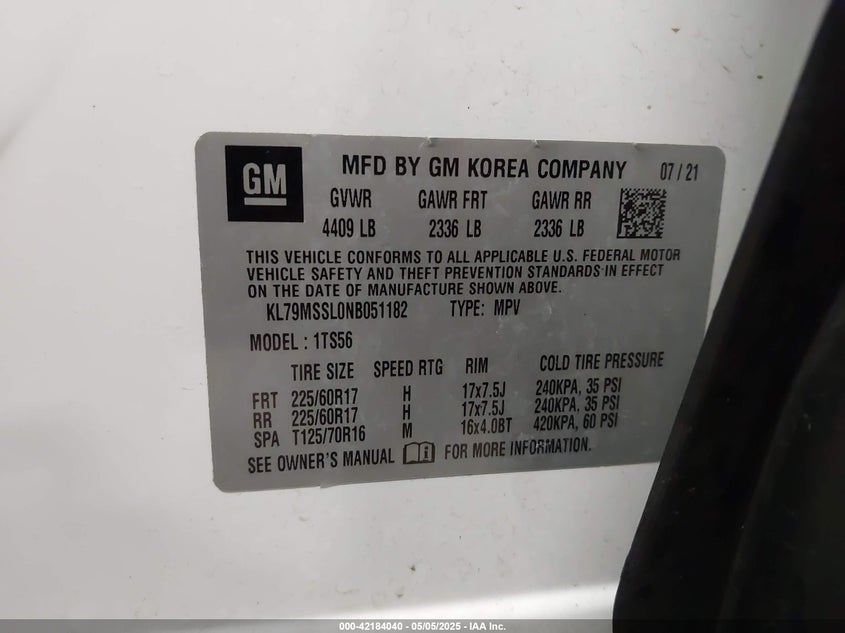 GM
MFD BY GM KOREA COMPANY 07 / 21
GVWR GAWR FRT GAWR RR
4409 LB 2336 LB 2336 LB
THIS VEHICLE CONFORMS TO ALL APPLICABLE U.S. FEDERAL MOTOR
VEHICLE SAFETY AND THEFT PREVENTION STANDARDS IN EFFECT
ON THE DATE OF MANUFACTURE SHOWN ABOVE.
KL79MSSL0NB051182 TYPE: MPV
MODEL : 1TS56
TIRE SIZE SPEED RTG RIM COLD TIRE PRESSURE
FRT 225/60R17 H 17x7.5J 240KPA, 35 PSI
RR 225/60R17 H 17x7.5J 240KPA, 35 PSI
SPA T125/70R16 M 16x4.0BT 420KPA, 60 PSI
SEE OWNER'S MANUAL i FOR MORE INFORMATION.
000-42184040 - 05/05/2025 - IAA Inc.